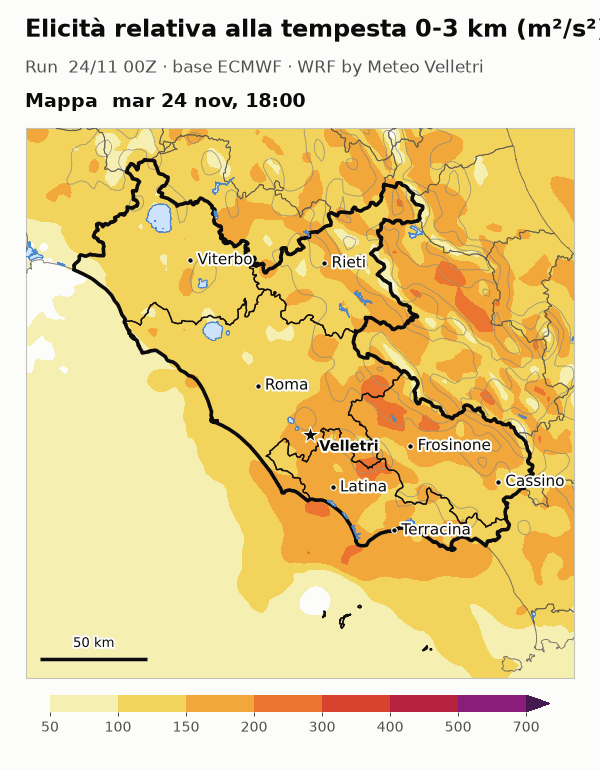 Elicità relativa alla tempesta 0-3 km (m²/s²)
Run  24/11 00Z · base ECMWF · WRF by Meteo Velletri
Mappa  mar 24 nov, 18:00
Viterbo
Rieti
Roma
Velletri
Frosinone
Cassino
Latina
Terracina
50 km
50 100 150 200 300 400 500 700